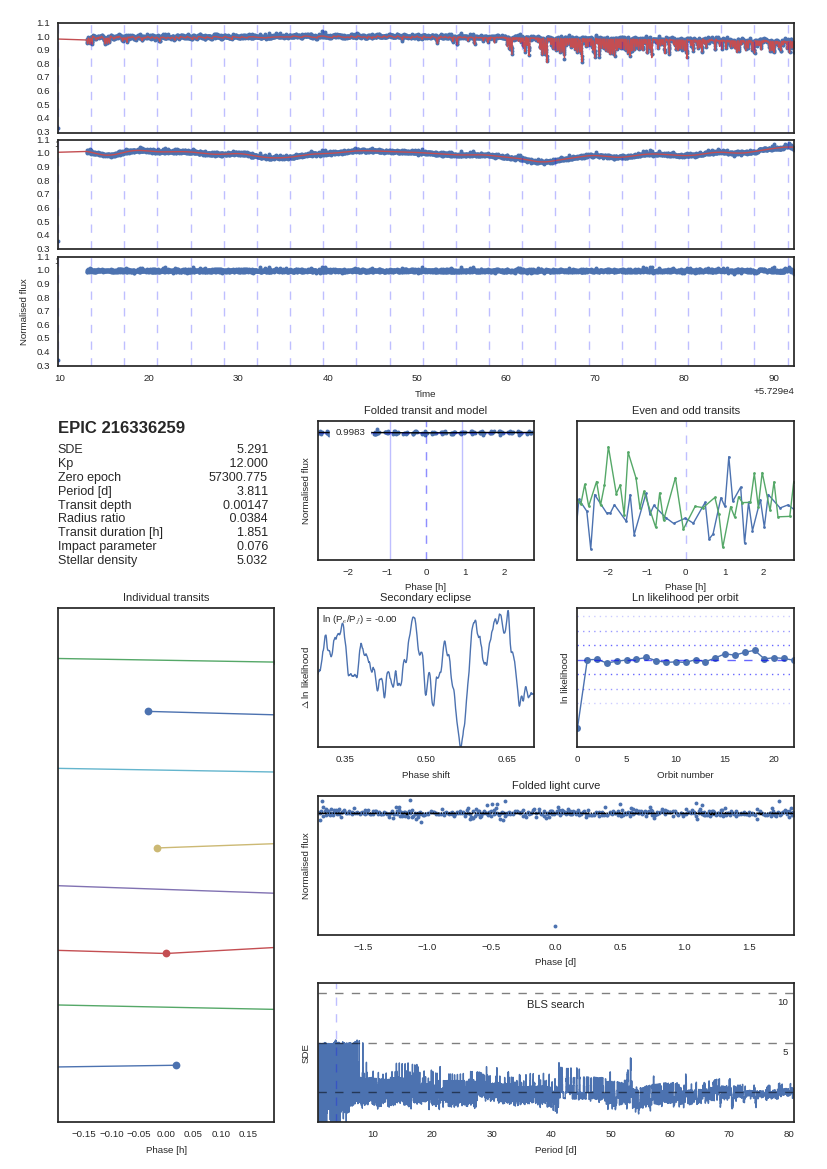 1.1
1.0
0.9
0.8
0.7
0.6
0.5
0.4
0.3
1.1
1.0
0.9
0.8
0.7
0.6
0.5
0.4
0.3
1.1
1.0
0.9
0.8
0.7
0.6
0.5
0.4
0.3
Normalised flux
10 20 30 40 50 60 70 80 90
Time
+5.729e4
EPIC 216336259
SDE 5.291
Kp 12.000
Zero epoch 57300.775
Period [d] 3.811
Transit depth 0.00147
Radius ratio 0.0384
Transit duration [h] 1.851
Impact parameter 0.076
Stellar density 5.032
Folded transit and model
0.9983
Normalised flux
−2 −1 0 1 2
Phase [h]
Even and odd transits
−2 −1 0 1 2
Phase [h]
Individual transits
−0.15 −0.10 −0.05 0.00 0.05 0.10 0.15
Phase [h]
Secondary eclipse
Δ ln likelihood
0.35 0.50 0.65
Phase shift
Ln likelihood per orbit
ln likelihood
0 5 10 15 20
Orbit number
Folded light curve
Normalised flux
−1.5 −1.0 −0.5 0.0 0.5 1.0 1.5
Phase [d]
BLS search
10
5
SDE
10 20 30 40 50 60 70 80
Period [d]